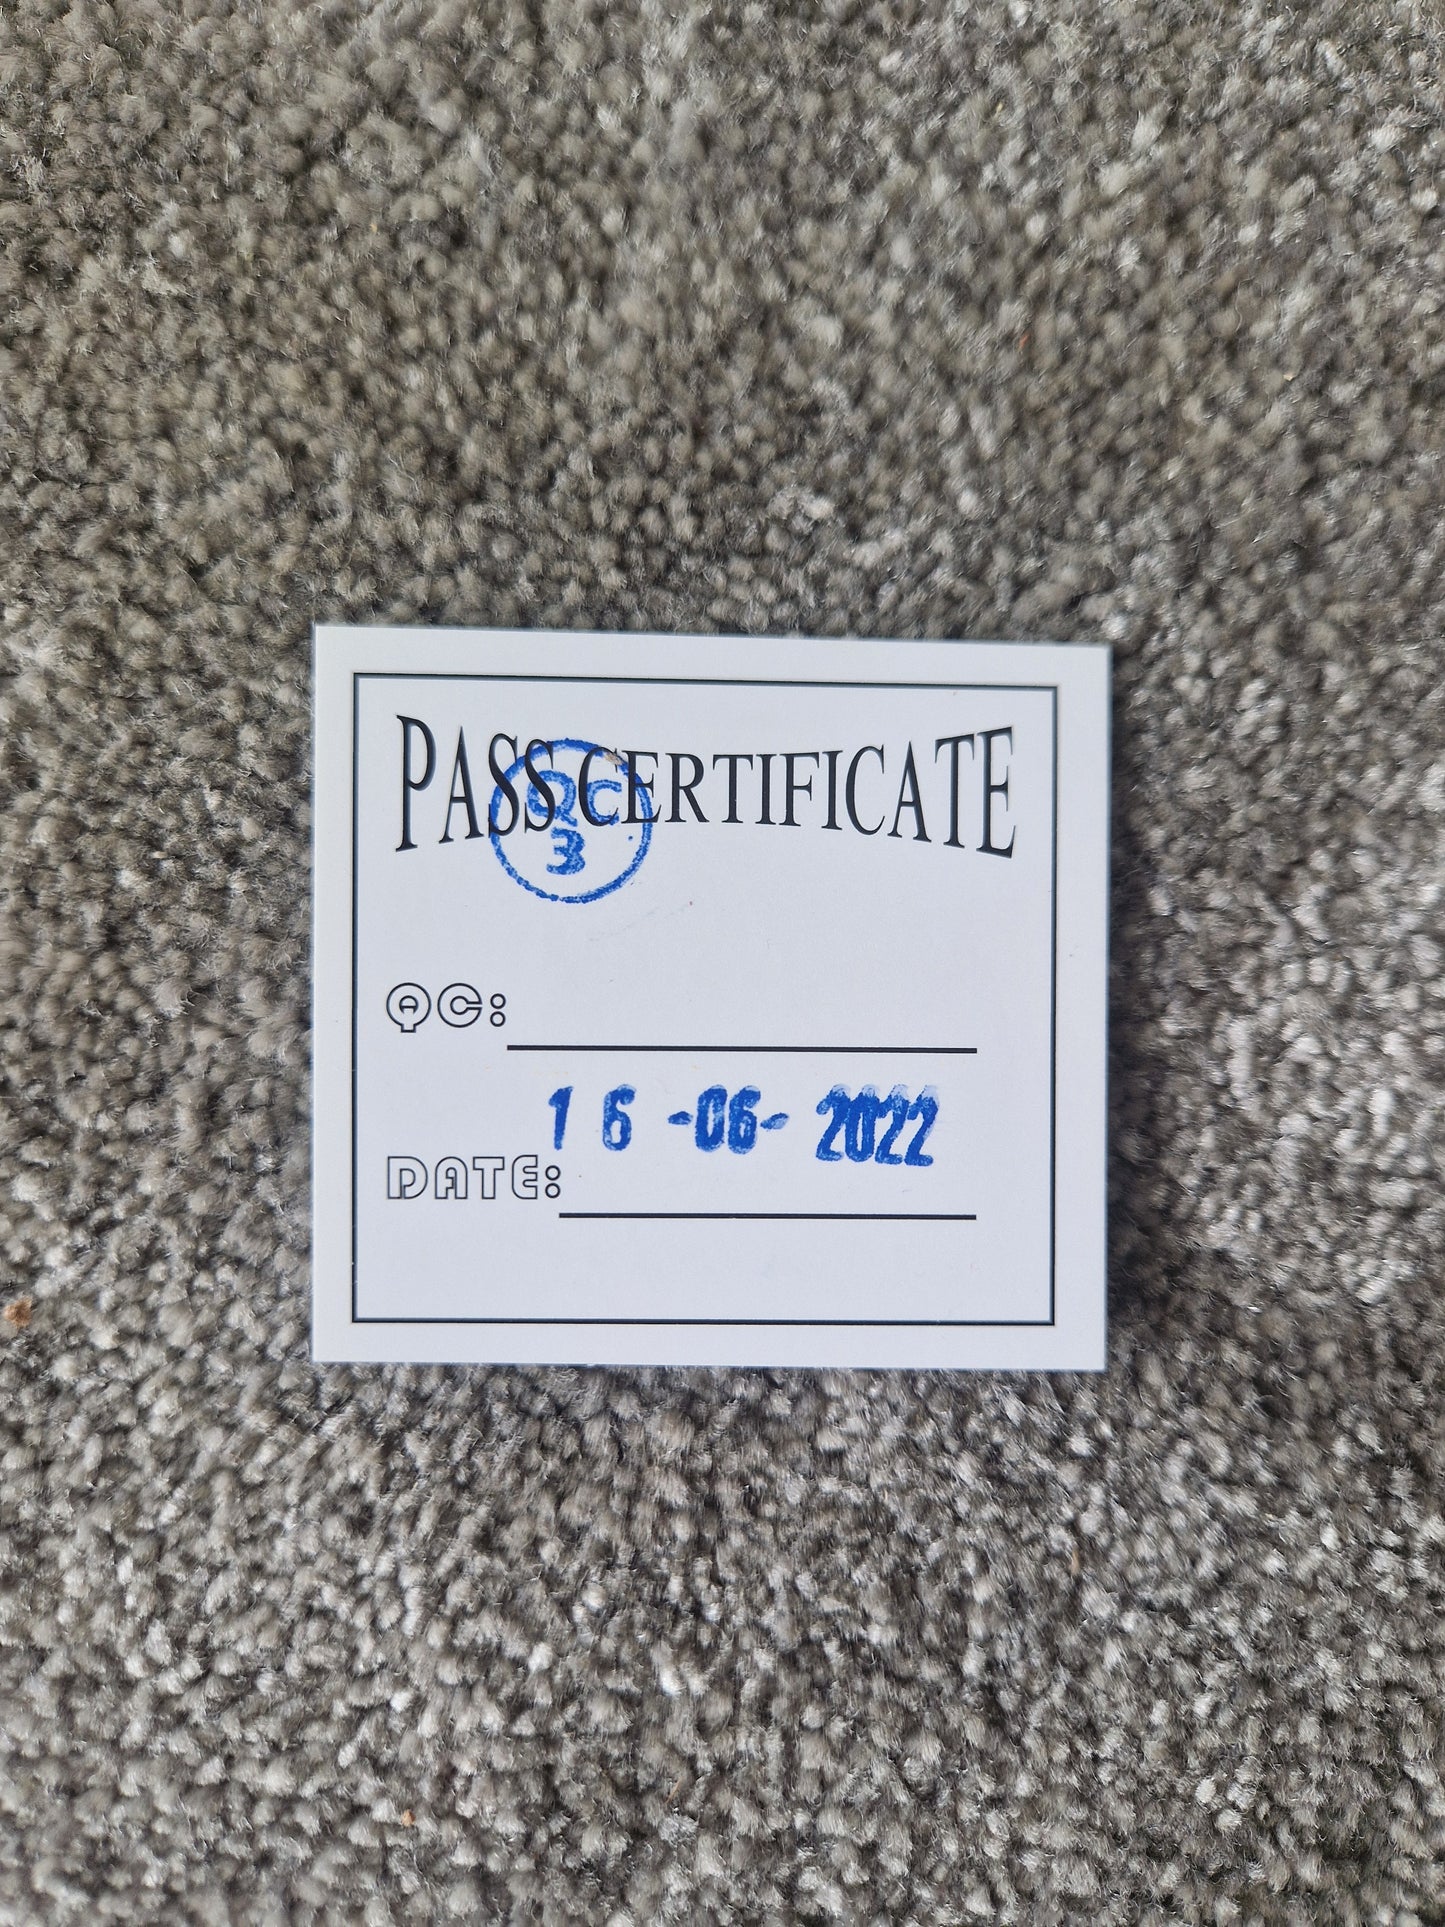 PASS CERTIFICATE
QC
3
QC:
16-06-2022
DATE: